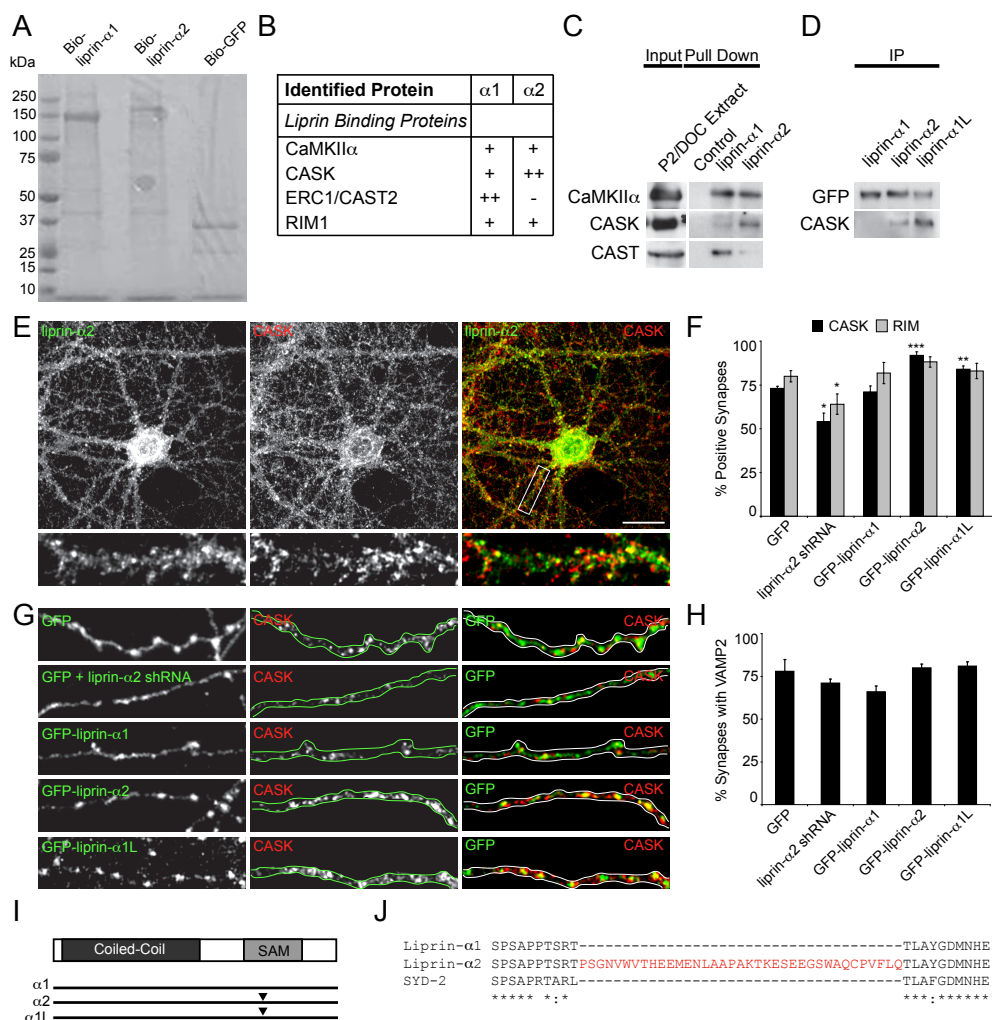 A
Bio-liprin-α1
Bio-liprin-α2
Bio-GFP
kDa
250
150
100
75
50
37
25
15
10
B
Identified Protein α1 α2
Liprin Binding Proteins
CaMKIIα + +
CASK + ++
ERC1/CAST2 ++ -
RIM1 + +
C
Input Pull Down
P2/DOC Extract
Control
liprin-α1
liprin-α2
CaMKIIα
CASK
CAST
D
IP
liprin-α1
liprin-α2
liprin-α1L
GFP
CASK
E
liprin-α2
CASK
liprin-α2 CASK
F
CASK RIM
% Positive Synapses
100
75
50
25
0
* * *** **
GFP
liprin-α2 shRNA
GFP-liprin-α1
GFP-liprin-α2
GFP-liprin-α1L
G
GFP CASK GFP CASK
GFP + liprin-α2 shRNA CASK GFP CASK
GFP-liprin-α1 CASK GFP CASK
GFP-liprin-α2 CASK GFP CASK
GFP-liprin-α1L CASK GFP CASK
H
% Synapses with VAMP2
100
75
50
25
0
GFP
liprin-α2 shRNA
GFP-liprin-α1
GFP-liprin-α2
GFP-liprin-α1L
I
Coiled-Coil SAM
α1
α2
α1L
J
Liprin-α1 SPSAPPTSRT------------------------------------------TLAYGDMNHE
Liprin-α2 SPSAPPTSRTPSGNVWVTHEEMENLAAPAKTKESEEGSWAQCPVFLQTLAYGDMNHE
SYD-2 SPSAPRTARL------------------------------------------TLAFGDMNHE
***** *:* ***:******